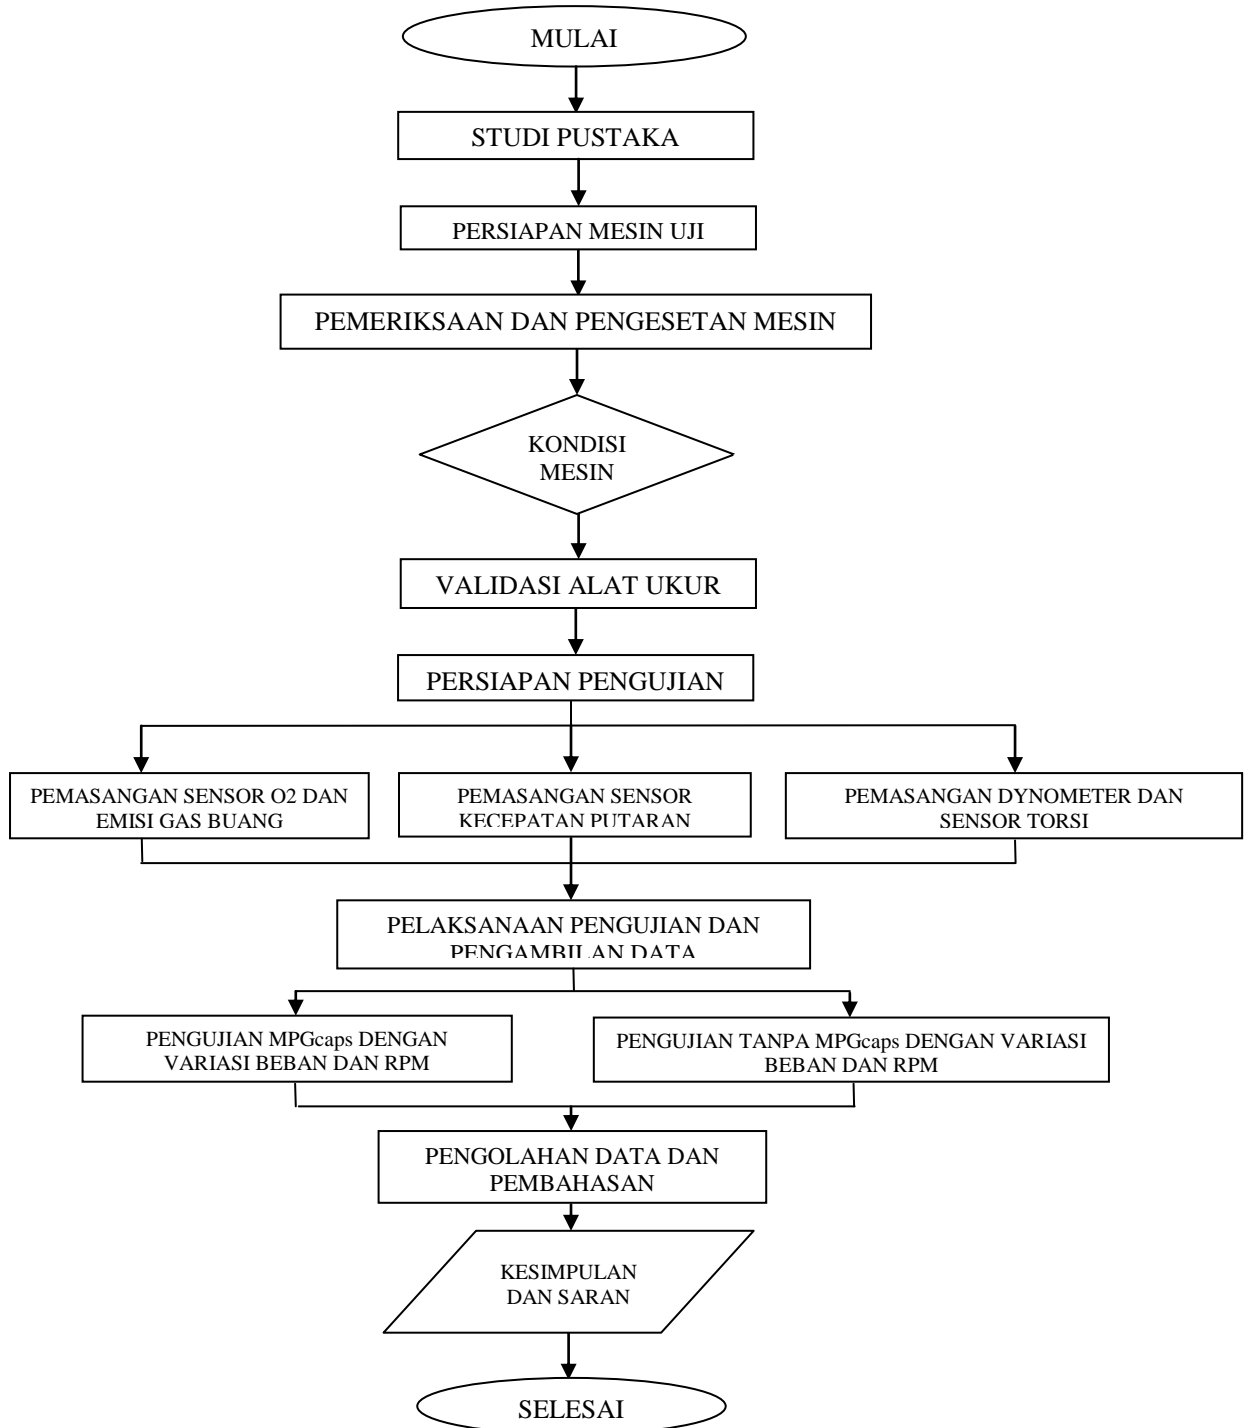 MULAI
STUDI PUSTAKA
PERSIAPAN MESIN UJI
PEMERIKSAAN DAN PENGESETAN MESIN
KONDISI
MESIN
VALIDASI ALAT UKUR
PERSIAPAN PENGUJIAN
PEMASANGAN SENSOR O2 DAN
EMISI GAS BUANG
PEMASANGAN SENSOR
KECEPATAN PUTARAN
PEMASANGAN DYNOMETER DAN
SENSOR TORSI
PELAKSANAAN PENGUJIAN DAN
PENGAMBILAN DATA
PENGUJIAN MPGcaps DENGAN
VARIASI BEBAN DAN RPM
PENGUJIAN TANPA MPGcaps DENGAN VARIASI
BEBAN DAN RPM
PENGOLAHAN DATA DAN
PEMBAHASAN
KESIMPULAN
DAN SARAN
SELESAI